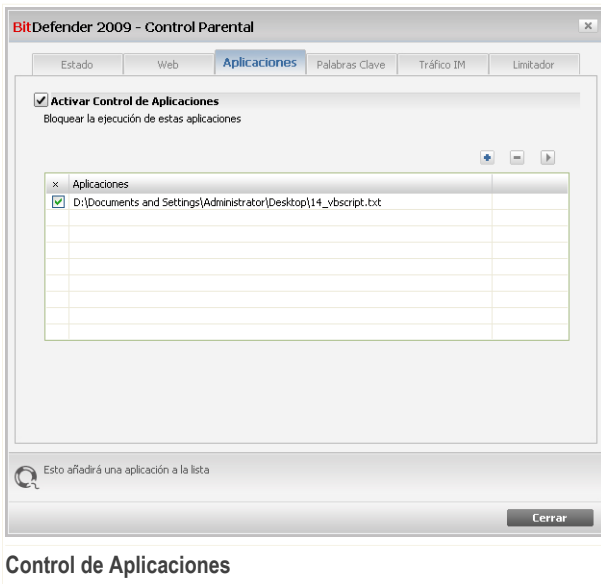 BitDefender 2009 - Control Parental
Estado Web Aplicaciones Palabras Clave Tráfico IM Limitador
Activar Control de Aplicaciones
Bloquear la ejecución de estas aplicaciones
x Aplicaciones
D:\Documents and Settings\Administrator\Desktop\14_vbscript.txt
Esto añadirá una aplicación a la lista
Cerrar
Control de Aplicaciones